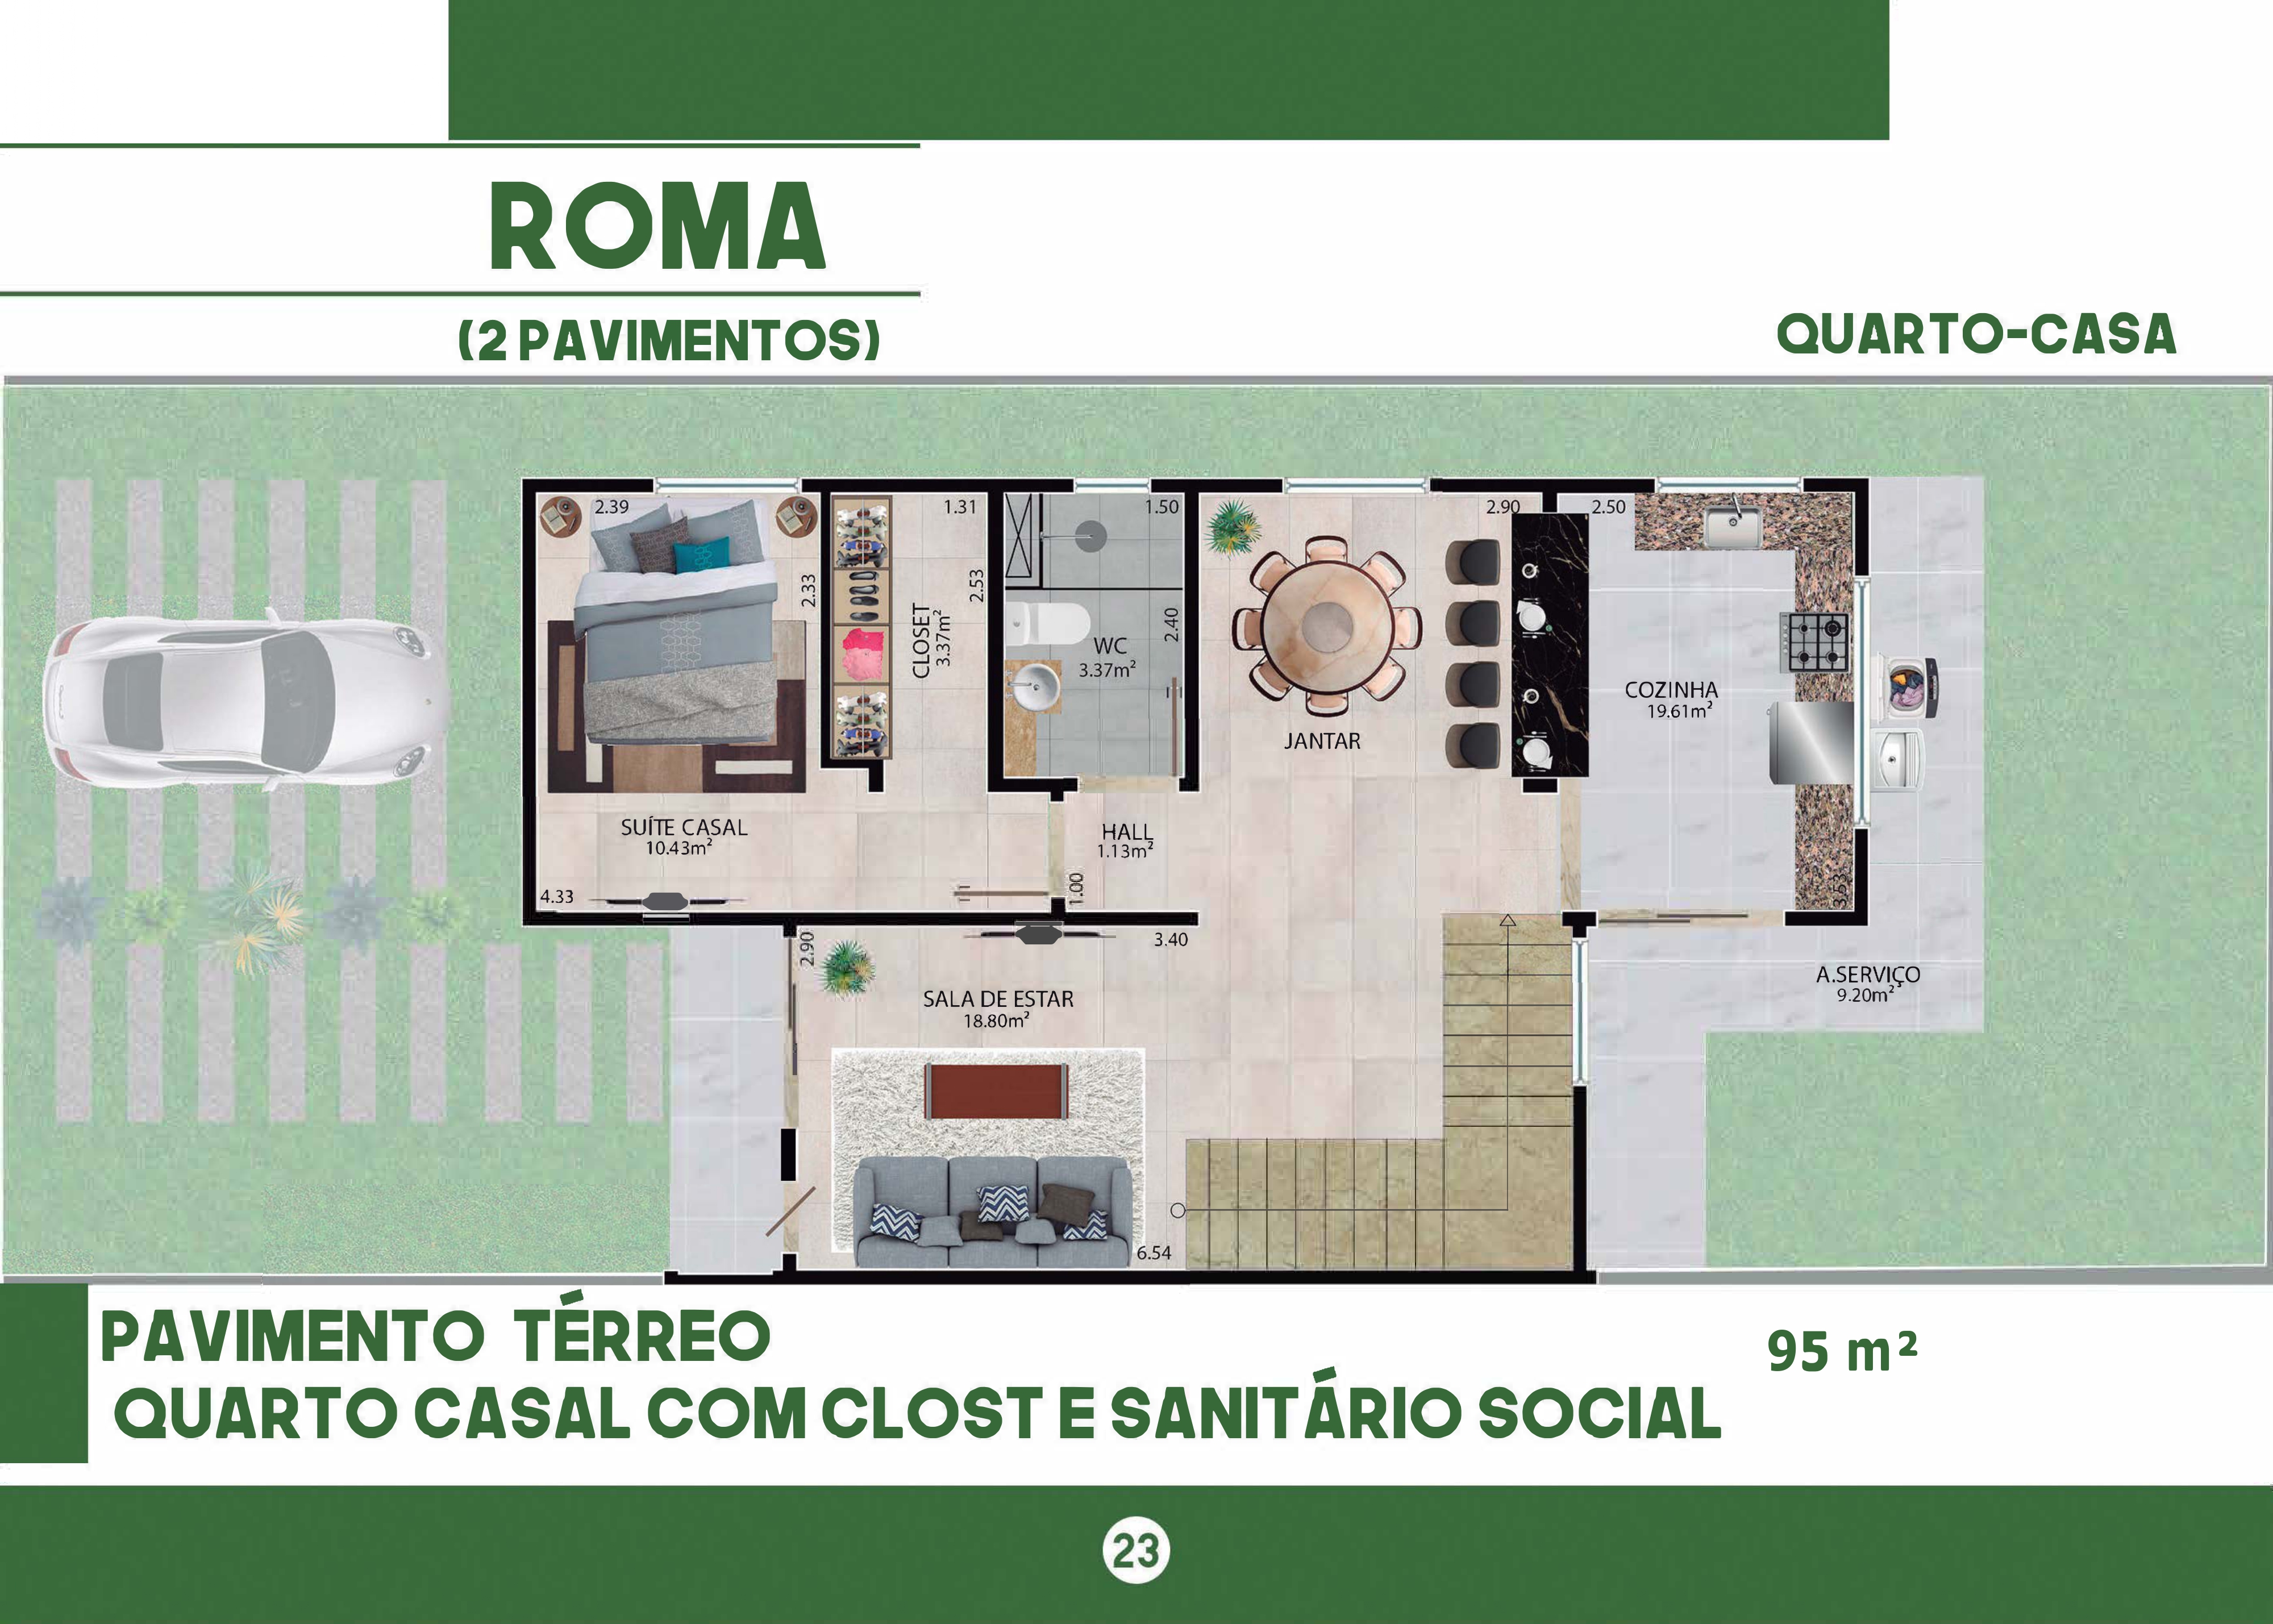 ROMA
(2 PAVIMENTOS)
QUARTO-CASA
2.39
1.31
1.50
2.90
2.50
2.33
2.53
2.40
CLOSET
3.37m²
WC
3.37m²
COZINHA
19.61m²
JANTAR
SUÍTE CASAL
10.43m²
HALL
1.13m²
4.33
1.00
3.53
2.90
3.40
SALA DE ESTAR
18.80m²
A.SERVIÇO
9.20m²
6.54
PAVIMENTO TÉRREO
95 m²
QUARTO CASAL COM CLOST E SANITÁRIO SOCIAL
23